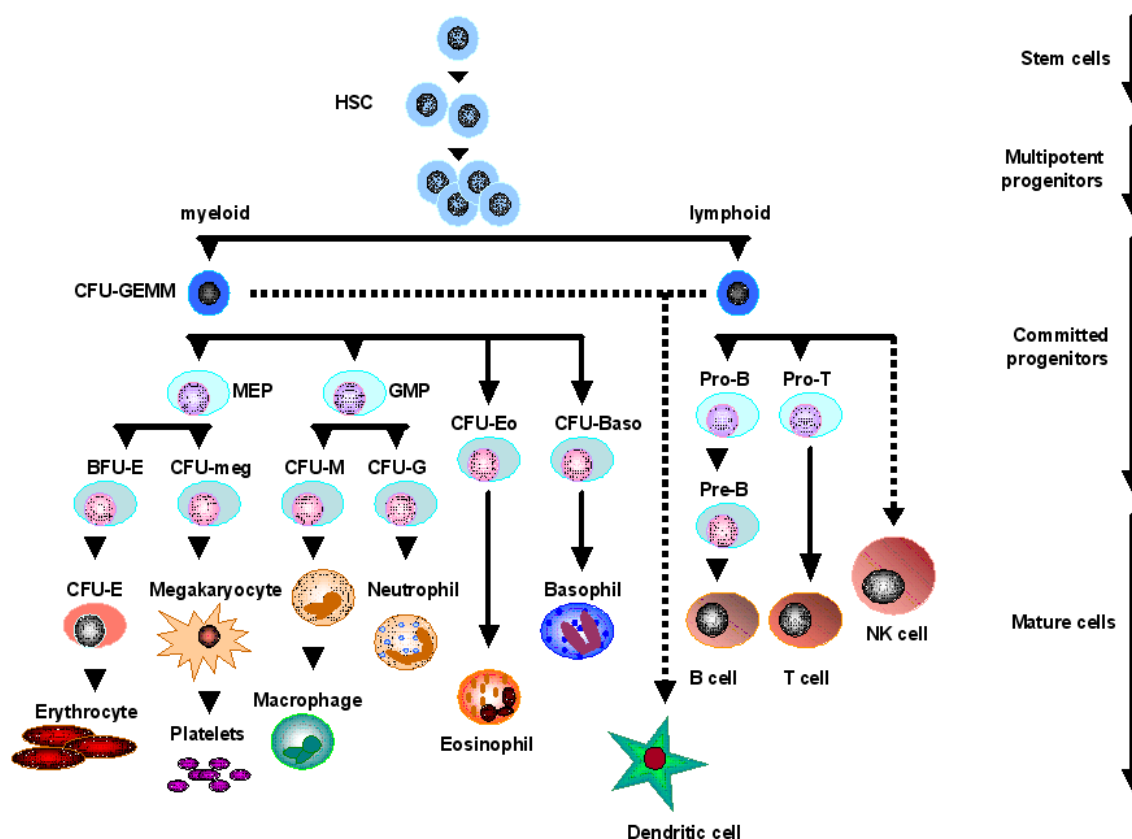 Stem cells
HSC
Multipotent
progenitors
myeloid
lymphoid
CFU-GEMM
Committed
progenitors
MEP
GMP
Pro-B
Pro-T
CFU-Eo
CFU-Baso
BFU-E
CFU-meg
CFU-M
CFU-G
Pre-B
CFU-E
Megakaryocyte
Neutrophil
Basophil
NK cell
Mature cells
B cell
T cell
Macrophage
Erythrocyte
Platelets
Eosinophil
Dendritic cell